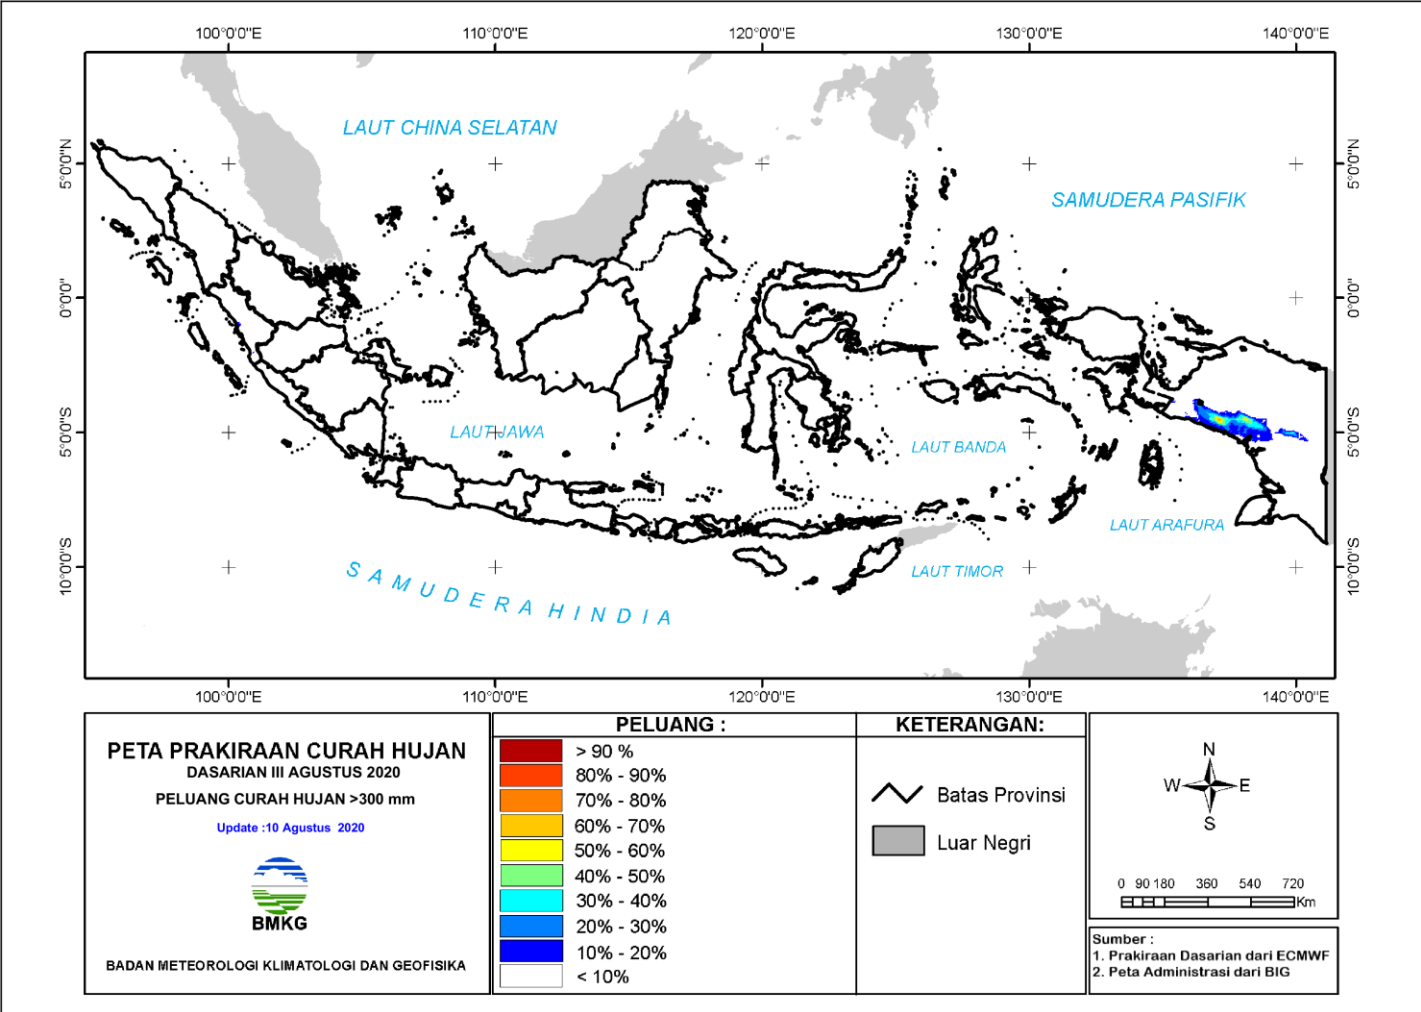 100°0'0"E 110°0'0"E 120°0'0"E 130°0'0"E 140°0'0"E
5°0'0"N 5°0'0"N
0°0'0" 0°0'0"
5°0'0"S 5°0'0"S
10°0'0"S 10°0'0"S
LAUT CHINA SELATAN
SAMUDERA PASIFIK
LAUT JAWA
LAUT BANDA
LAUT ARAFURA
LAUT TIMOR
SAMUDERA HINDIA
100°0'0"E 110°0'0"E 120°0'0"E 130°0'0"E 140°0'0"E
PETA PRAKIRAAN CURAH HUJAN
DASARIAN III AGUSTUS 2020
PELUANG CURAH HUJAN >300 mm
Update :10 Agustus 2020
BMKG
BADAN METEOROLOGI KLIMATOLOGI DAN GEOFISIKA
PELUANG :
> 90 %
80% - 90%
70% - 80%
60% - 70%
50% - 60%
40% - 50%
30% - 40%
20% - 30%
10% - 20%
< 10%
KETERANGAN:
Batas Provinsi
Luar Negri
N
W E
S
0 90 180 360 540 720
Km
Sumber :
1. Prakiraan Dasarian dari ECMWF
2. Peta Administrasi dari BIG